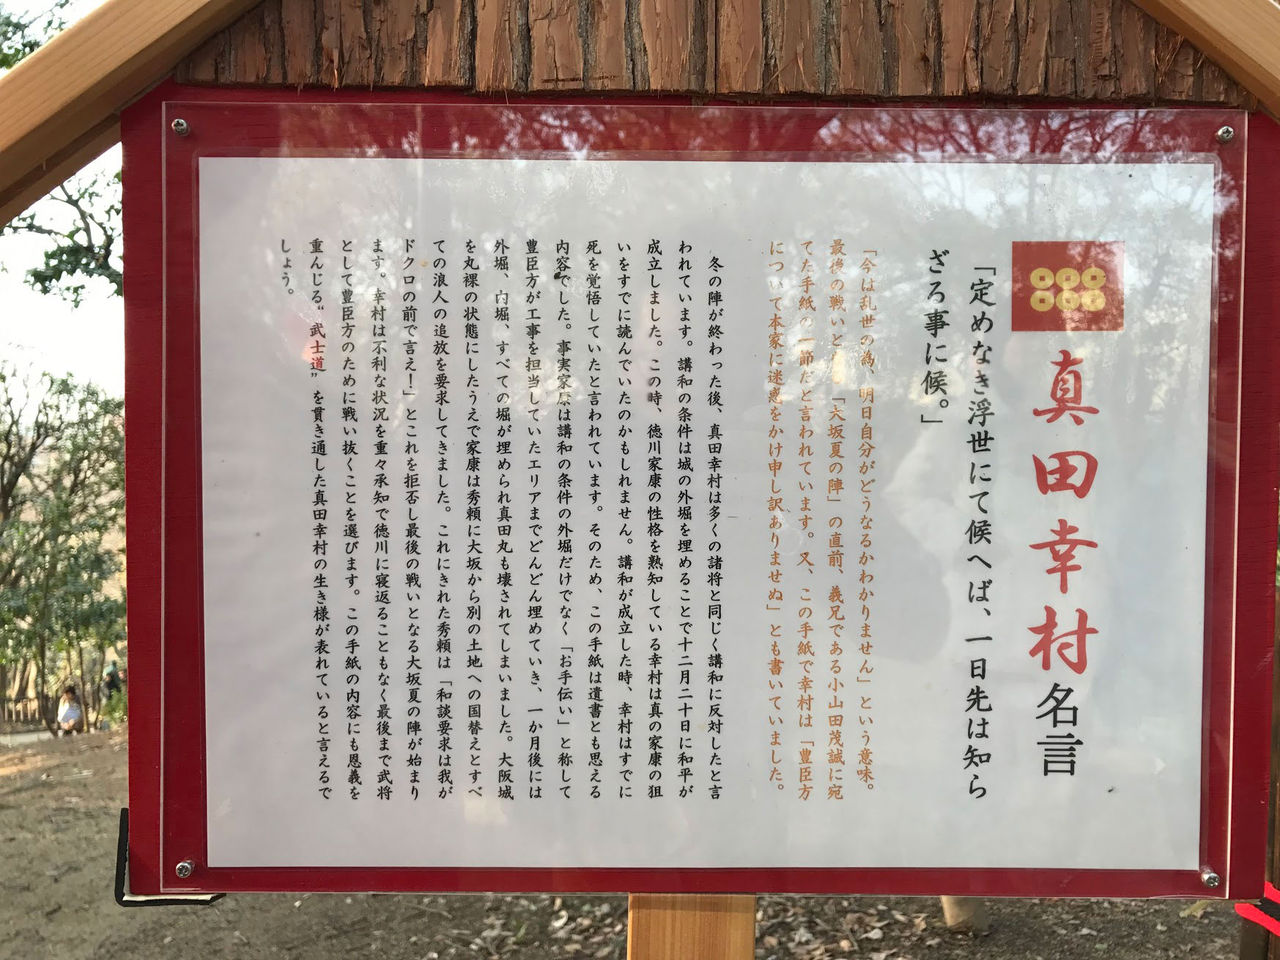 真田幸村名言
「定めなき浮世にて候へば、一日先は知ら
ざる事に候。」
「今は乱世の為、明日自分がどうなるかわかりません」という意味。
最後の戦いと 「大坂夏の陣」の直前、義兄である小山田茂誠に宛
てた手紙の一節だと言われています。又、この手紙で幸村は「豊臣方
について本家に迷惑をかけ申し訳ありませぬ」とも書いていました。
冬の陣が終わった後、真田幸村は多くの諸将と同じく講和に反対したと言
われています。講和の条件は城の外堀を埋めることで十二月二十日に和平が
成立しました。この時、徳川家康の性格を熟知している幸村は真の家康の狙
いをすでに読んでいたのかもしれません。講和が成立した時、幸村はすでに
死を覚悟していたと言われています。そのため、この手紙は遺書とも思える
内容でした。事実家康は講和の条件の外堀だけでなく「お手伝い」と称して
豊臣方が工事を担当していたエリアまでどんどん埋めていき、一か月後には
外堀、内堀、すべての堀が埋められ真田丸も壊されてしまいました。大阪城
を丸裸の状態にしたうえで家康は秀頼に大坂から別の土地への国替えとすべ
ての浪人の追放を要求してきました。これにきれた秀頼は「和談要求は我が
ドクロの前で言え！」とこれを拒否し最後の戦いとなる大坂夏の陣が始まり
ます。幸村は不利な状況を重々承知で徳川に寝返ることもなく最後まで武将
として豊臣方のために戦い抜くことを選びます。この手紙の内容にも恩義を
重んじる“武士道”を貫き通した真田幸村の生き様が表れていると言えるで
しょう。